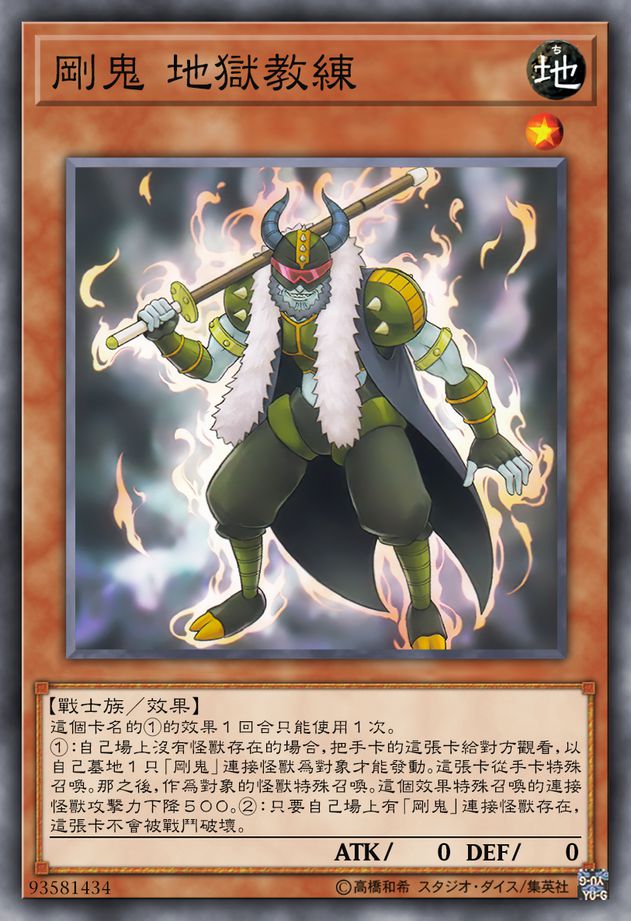 剛鬼 地獄教練
ち
地
【戰士族／效果】
這個卡名的①的效果1回合只能使用1次。
①：自己場上沒有怪獸存在的場合，把手卡的這張卡給對方觀看，以
自己墓地1只「剛鬼」連接怪獸爲對象才能發動。這張卡從手卡特殊
召喚。那之後，作爲對象的怪獸特殊召喚。這個效果特殊召喚的連接
怪獸攻擊力下降500。②：只要自己場上有「剛鬼」連接怪獸存在，
這張卡不會被戰鬥破壞。
ATK/ 0 DEF/ 0
93581434 ©高橋和希 スタジオ・ダイス/集英社